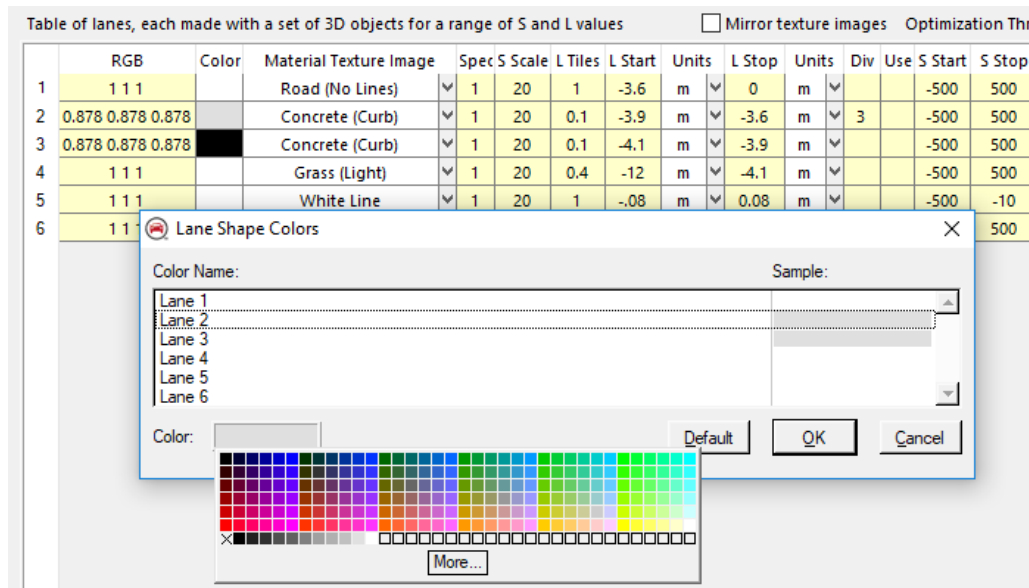 Table of lanes, each made with a set of 3D objects for a range of S and L values Mirror texture images Optimization Thr
RGB Color Material Texture Image Spec S Scale L Tiles L Start Units L Stop Units Div Use S Start S Stop
1 1 1 1 Road (No Lines) 1 20 1 -3.6 m 0 m -500 500
2 0.878 0.878 0.878 Concrete (Curb) 1 20 0.1 -3.9 m -3.6 m 3 -500 500
3 0.878 0.878 0.878 Concrete (Curb) 1 20 0.1 -4.1 m -3.9 m -500 500
4 1 1 1 Grass (Light) 1 20 0.4 -12 m -4.1 m -500 500
5 1 1 1 White Line 1 20 1 -.08 m 0.08 m -500 -10
6 1 1 500
Lane Shape Colors
Color Name: Sample:
Lane 1
Lane 2
Lane 3
Lane 4
Lane 5
Lane 6
Color: Default OK Cancel
More...